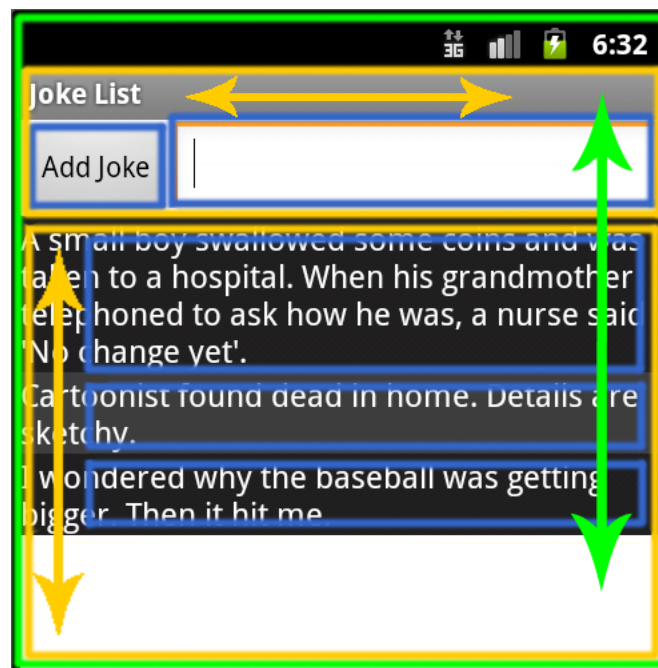 3G 6:32
Joke List
Add Joke
A small boy swallowed some coins and was
taken to a hospital. When his grandmother
telephoned to ask how he was, a nurse said
'No change yet'.
Cartoonist found dead in home. Details are
sketchy.
I wondered why the baseball was getting
bigger. Then it hit me.